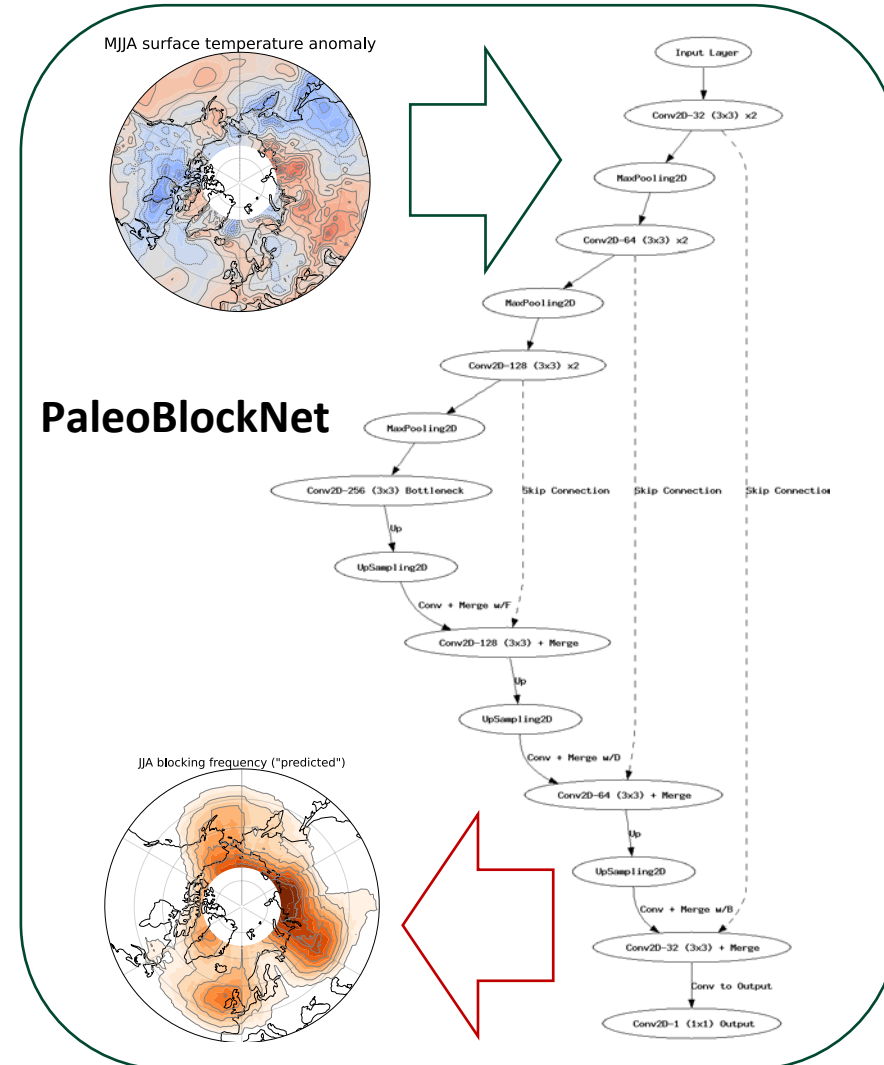 MJJA surface temperature anomaly
PaleoBlockNet
JJA blocking frequency ("predicted")
Input Layer
Conv2D-32 (3x3) x2
MaxPooling2D
Conv2D-64 (3x3) x2
MaxPooling2D
Conv2D-128 (3x3) x2
MaxPooling2D
Conv2D-256 (3x3) Bottleneck
Skip Connection
Skip Connection
Skip Connection
Up
UpSampling2D
Conv + Merge w/F
Conv2D-128 (3x3) + Merge
Up
UpSampling2D
Conv + Merge w/D
Conv2D-64 (3x3) + Merge
Up
UpSampling2D
Conv + Merge w/B
Conv2D-32 (3x3) + Merge
Conv to Output
Conv2D-1 (1x1) Output